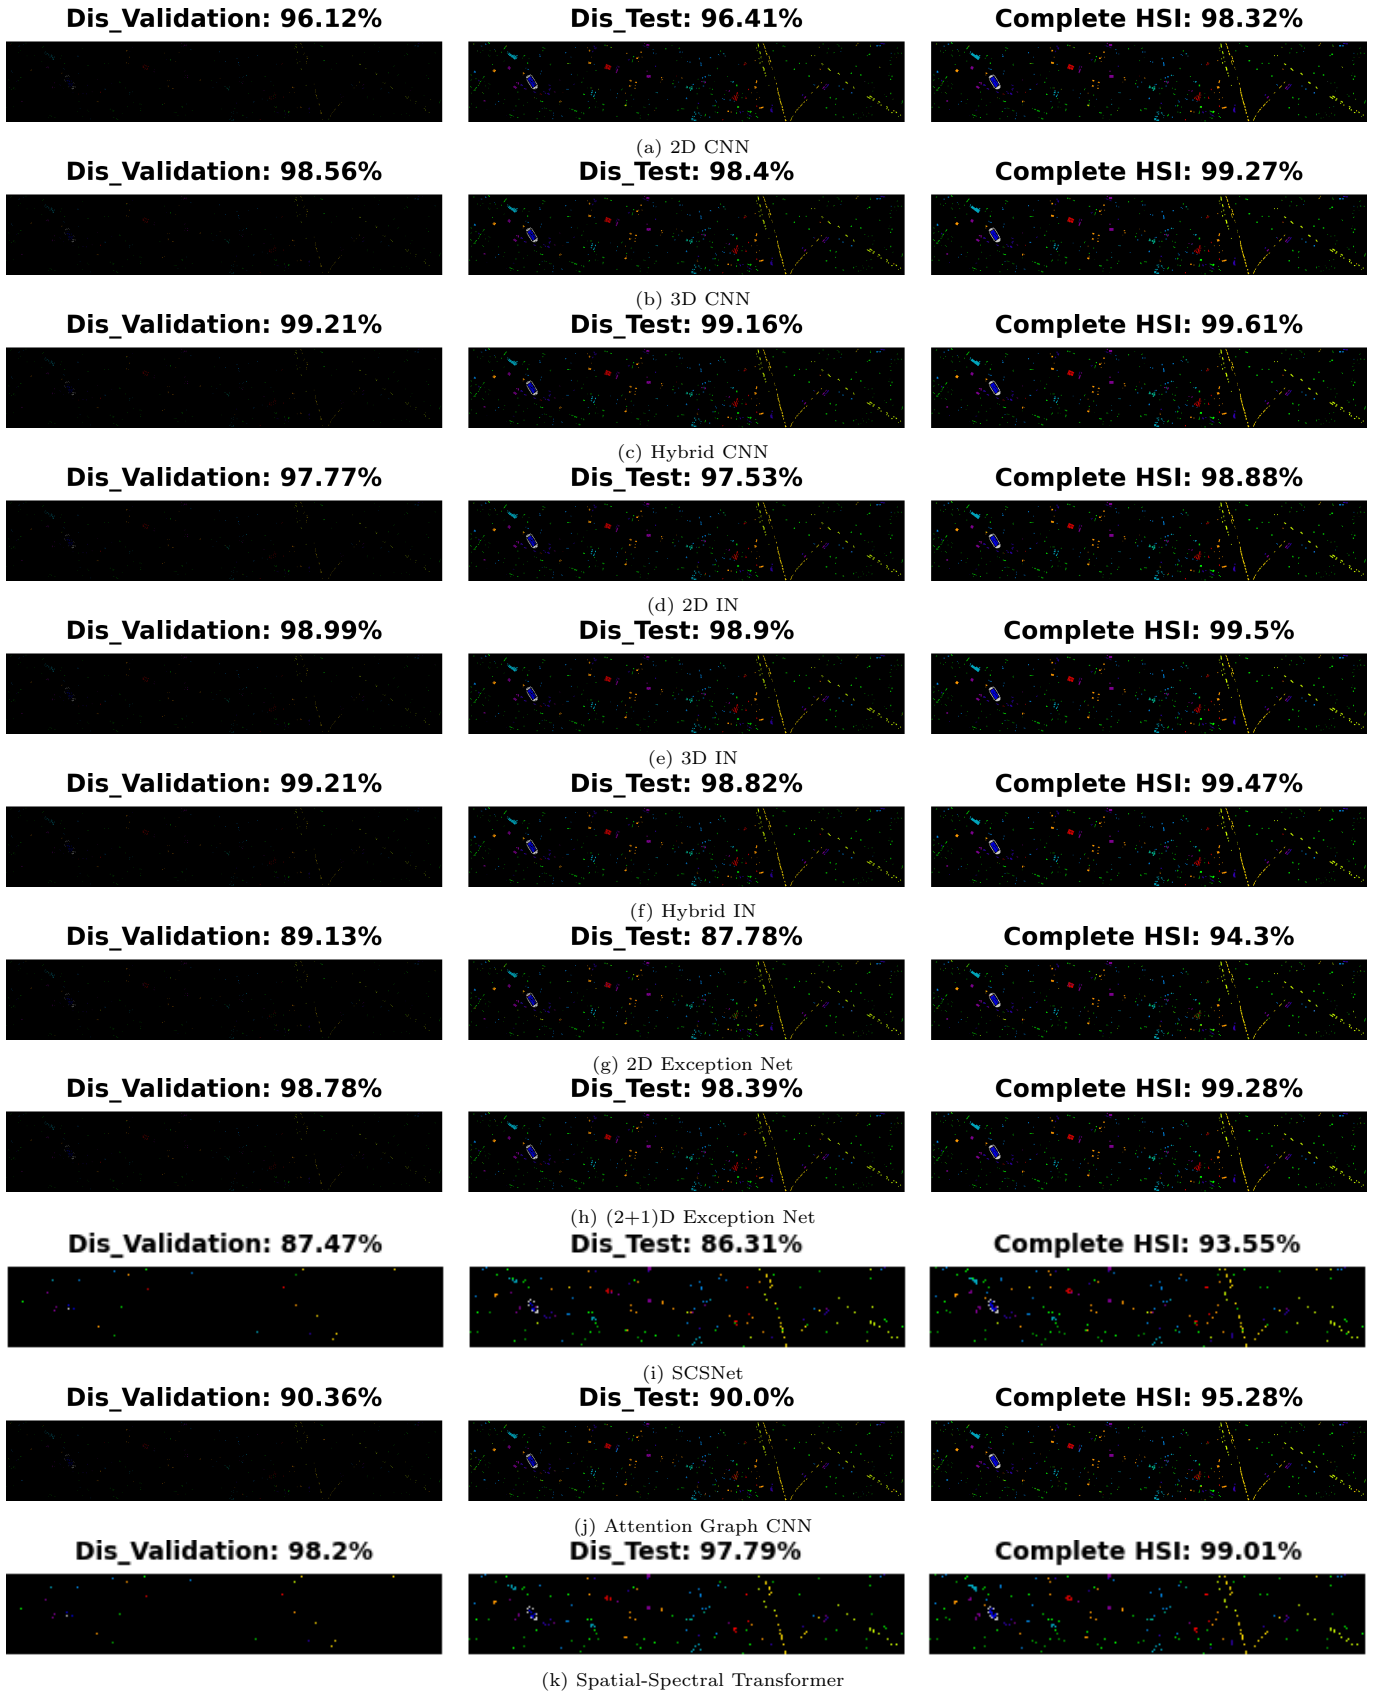 Dis_Validation: 96.12% Dis_Test: 96.41% Complete HSI: 98.32%
(a) 2D CNN
Dis_Validation: 98.56% Dis_Test: 98.4% Complete HSI: 99.27%
(b) 3D CNN
Dis_Validation: 99.21% Dis_Test: 99.16% Complete HSI: 99.61%
(c) Hybrid CNN
Dis_Validation: 97.77% Dis_Test: 97.53% Complete HSI: 98.88%
(d) 2D IN
Dis_Validation: 98.99% Dis_Test: 98.9% Complete HSI: 99.5%
(e) 3D IN
Dis_Validation: 99.21% Dis_Test: 98.82% Complete HSI: 99.47%
(f) Hybrid IN
Dis_Validation: 89.13% Dis_Test: 87.78% Complete HSI: 94.3%
(g) 2D Exception Net
Dis_Validation: 98.78% Dis_Test: 98.39% Complete HSI: 99.28%
(h) (2+1)D Exception Net
Dis_Validation: 87.47% Dis_Test: 86.31% Complete HSI: 93.55%
(i) SCSNet
Dis_Validation: 90.36% Dis_Test: 90.0% Complete HSI: 95.28%
(j) Attention Graph CNN
Dis_Validation: 98.2% Dis_Test: 97.79% Complete HSI: 99.01%
(k) Spatial-Spectral Transformer